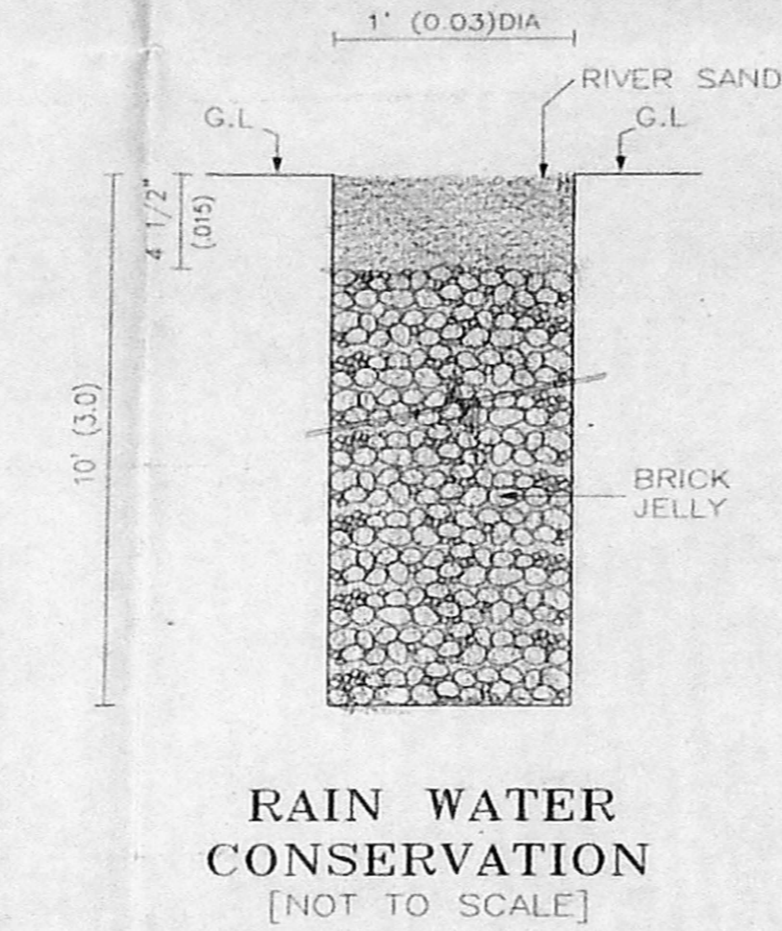 1' (0.03)DIA
RIVER SAND
G.L
G.L
4 1/2"
(.015)
10' (3.0)
BRICK
JELLY
RAIN WATER
CONSERVATION
[NOT TO SCALE]